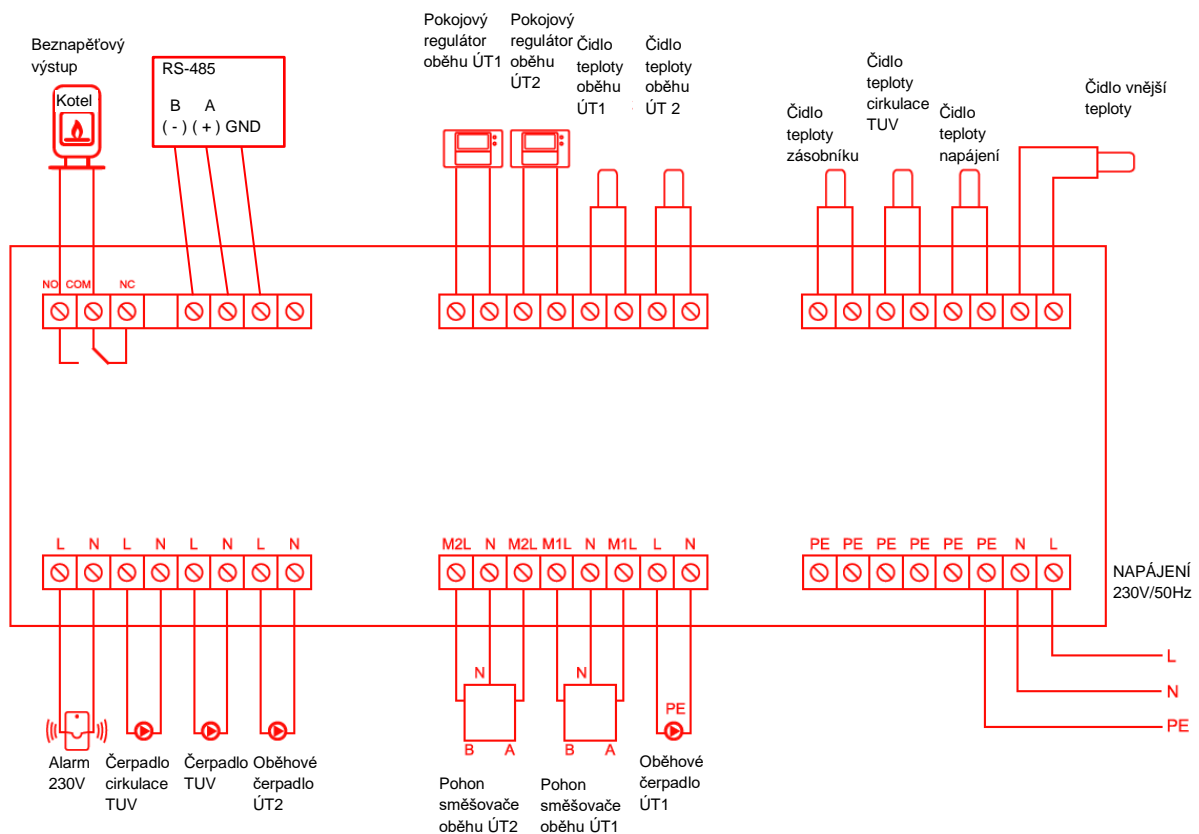 Beznapěťový
výstup
Kotel
RS-485
B A
( - ) ( + ) GND
Pokojový
regulátor
oběhu ÚT1
Pokojový
regulátor
oběhu
ÚT2
Čidlo
teploty
oběhu
ÚT1
Čidlo
teploty
oběhu
ÚT 2
Čidlo
teploty
zásobníku
Čidlo
teploty
cirkulace
TUV
Čidlo
teploty
napájení
Čidlo vnější
teploty
NO COM NC
L N L N L N L N
M2L N M2L M1L N M1L L N
PE PE PE PE PE PE N L
NAPÁJENÍ
230V/50Hz
L
N
PE
N
B A
N
B A
PE
Alarm
230V
Čerpadlo
cirkulace
TUV
Čerpadlo
TUV
Oběhové
čerpadlo
ÚT2
Pohon
směšovače
oběhu ÚT2
Pohon
směšovače
oběhu ÚT1
Oběhové
čerpadlo
ÚT1